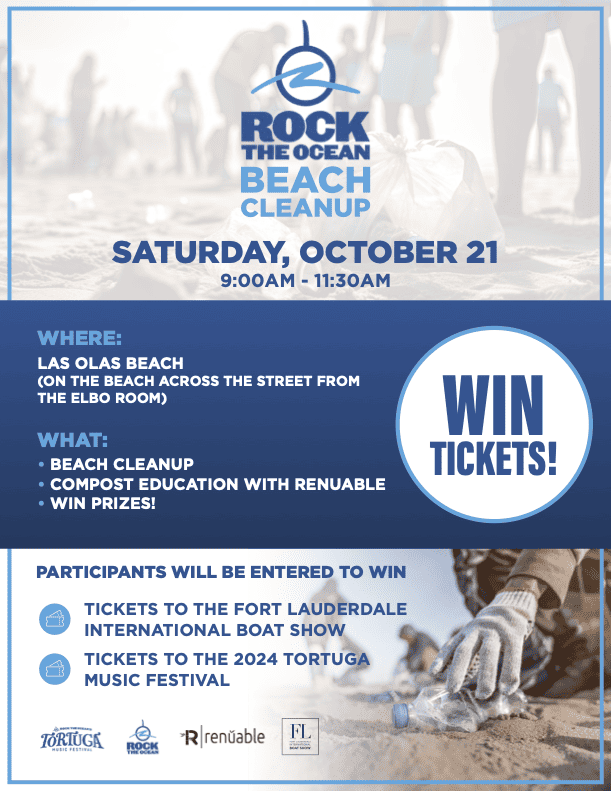 ROCK
THE OCEAN
BEACH
CLEANUP
SATURDAY, OCTOBER 21
9:00AM - 11:30AM
WHERE:
LAS OLAS BEACH
(ON THE BEACH ACROSS THE STREET FROM
THE ELBO ROOM)
WHAT:
• BEACH CLEANUP
• COMPOST EDUCATION WITH RENUABLE
• WIN PRIZES!
WIN
TICKETS!
PARTICIPANTS WILL BE ENTERED TO WIN
TICKETS TO THE FORT LAUDERDALE
INTERNATIONAL BOAT SHOW
TICKETS TO THE 2024 TORTUGA
MUSIC FESTIVAL
TORTUGA
MUSIC FESTIVAL
ROCK
THE OCEAN
R renūable
FL
BOAT SHOW